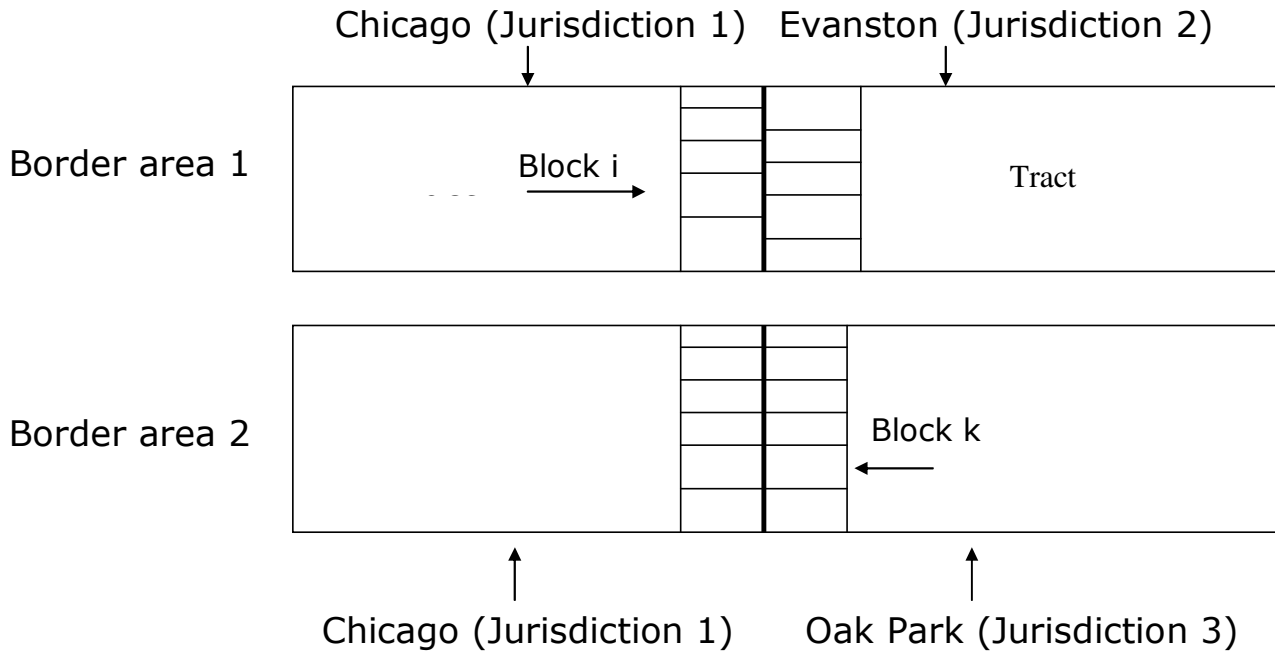 Chicago (Jurisdiction 1) Evanston (Jurisdiction 2)
Border area 1
Block i
Tract
Border area 2
Block k
Chicago (Jurisdiction 1) Oak Park (Jurisdiction 3)